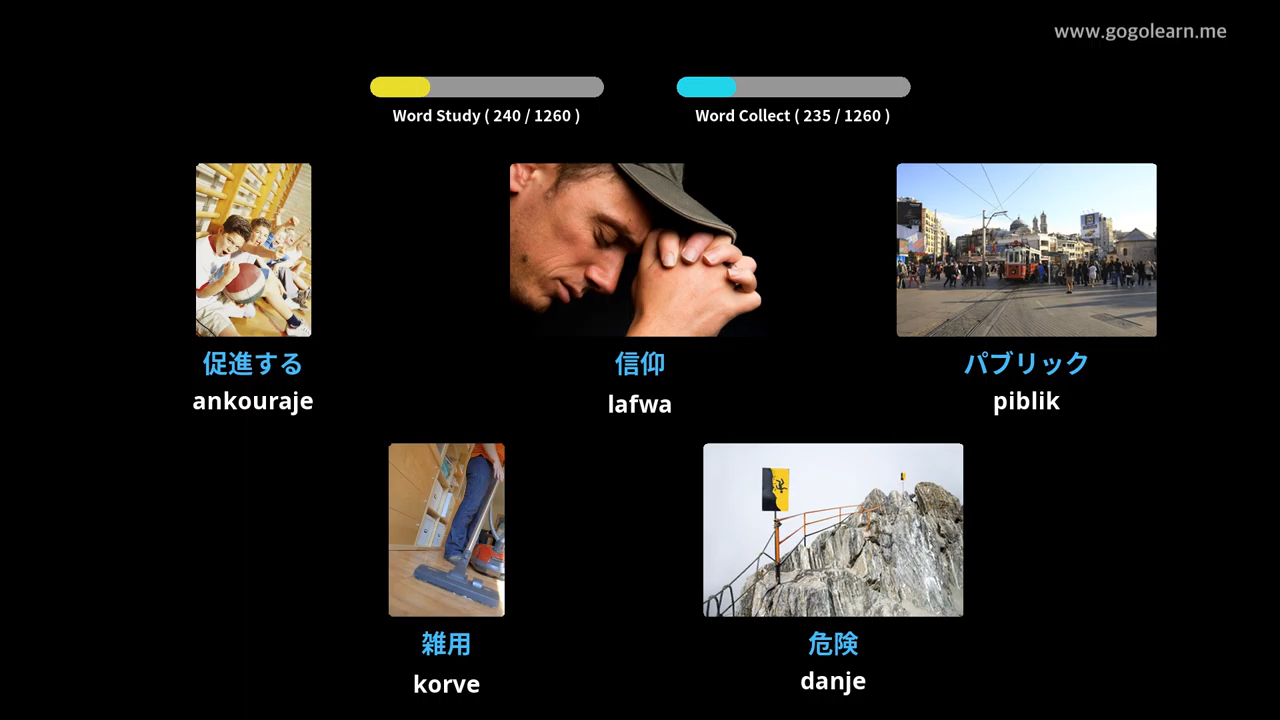 www.gogolearn.me
Word Study ( 240 / 1260 )
Word Collect ( 235 / 1260 )
促進する
ankouraje
信仰
lafwa
パブリック
piblik
雑用
korve
危険
danje